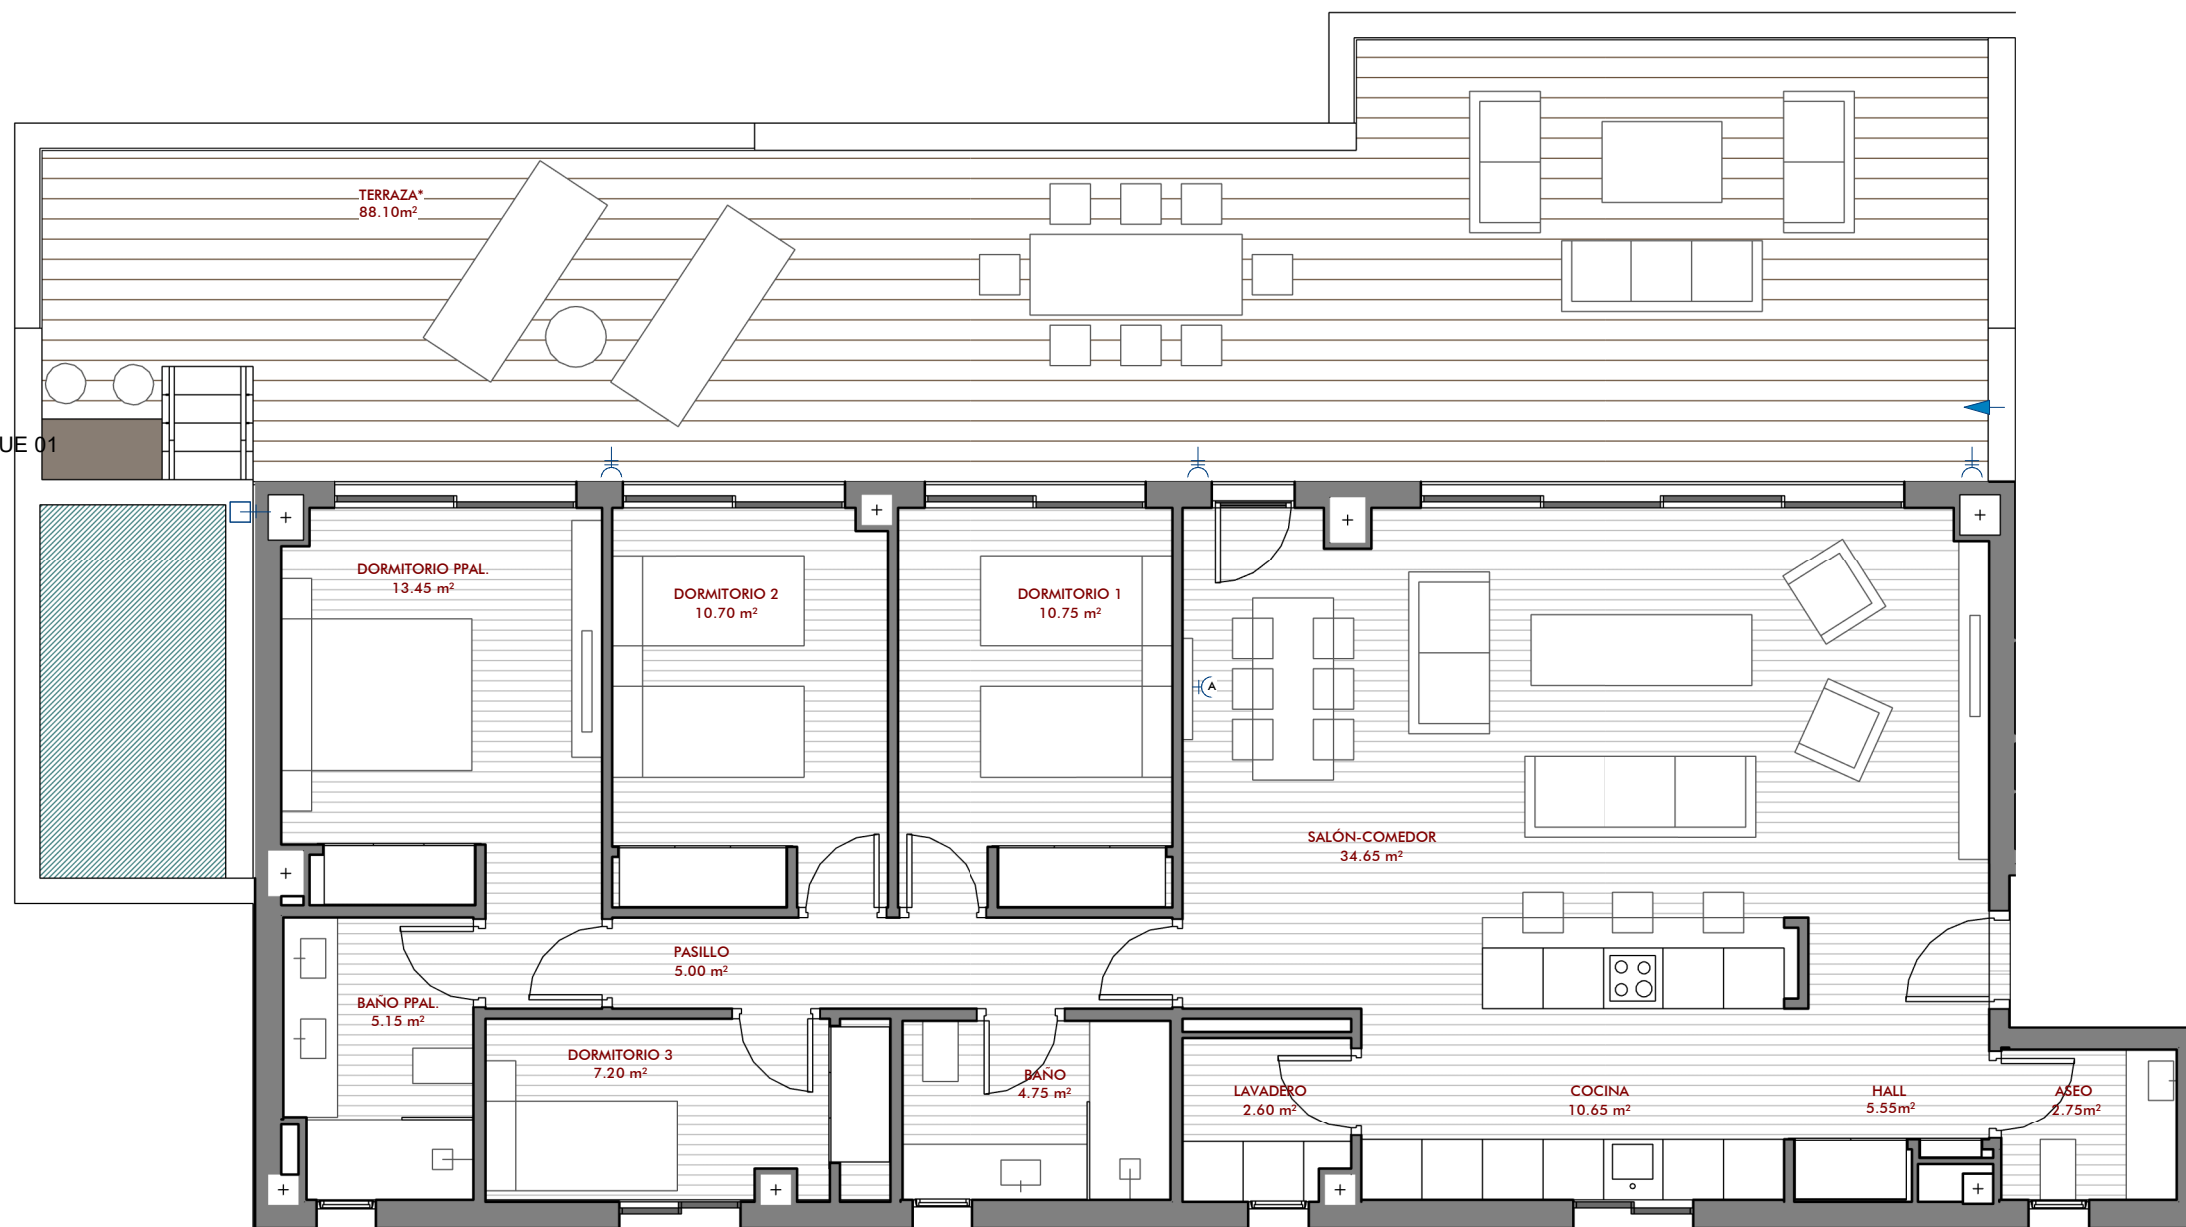 TERRAZA*
88.10m²
UE 01
DORMITORIO PPAL.
13.45 m²
DORMITORIO 2
10.70 m²
DORMITORIO 1
10.75 m²
A
SALÓN-COMEDOR
34.65 m²
PASILLO
5.00 m²
BAÑO PPAL.
5.15 m²
DORMITORIO 3
7.20 m²
BAÑO
4.75 m²
LAVADERO
2.60 m²
COCINA
10.65 m²
HALL
5.55m²
ASEO
2.75m²